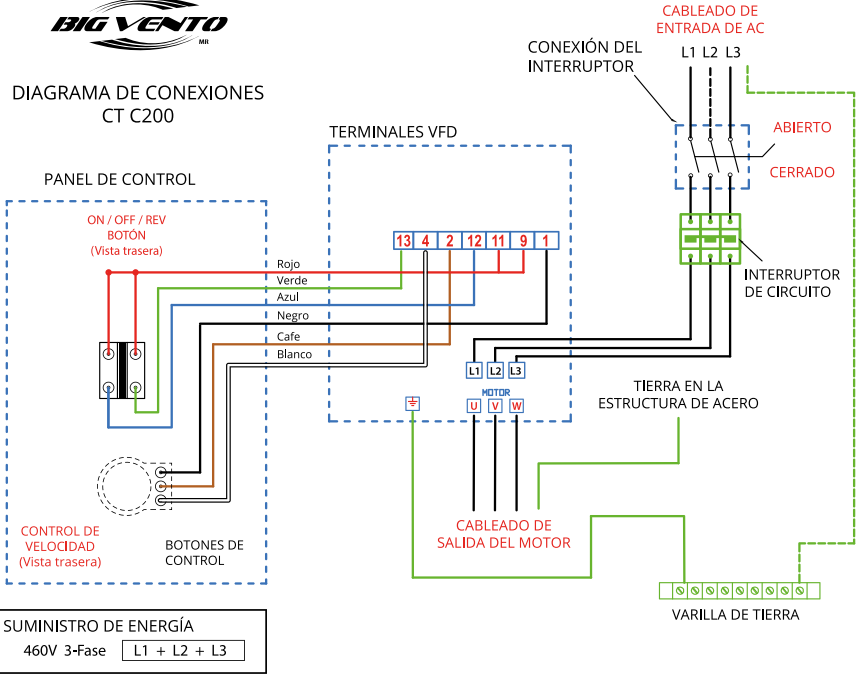 BIG VENTO
MR
DIAGRAMA DE CONEXIONES
CT C200
CABLEADO DE
ENTRADA DE AC
L1 L2 L3
CONEXIÓN DEL
INTERRUPTOR
ABIERTO
CERRADO
INTERRUPTOR
DE CIRCUITO
TERMINALES VFD
13 4 2 12 11 9 1
PANEL DE CONTROL
ON / OFF / REV
BOTÓN
(Vista trasera)
Rojo
Verde
Azul
Negro
Cafe
Blanco
L1 L2 L3
MOTOR
U V W
TIERRA EN LA
ESTRUCTURA DE ACERO
CABLEADO DE
SALIDA DEL MOTOR
CONTROL DE
VELOCIDAD
(Vista trasera)
BOTONES DE
CONTROL
VARILLA DE TIERRA
SUMINISTRO DE ENERGÍA
460V 3-Fase L1 + L2 + L3